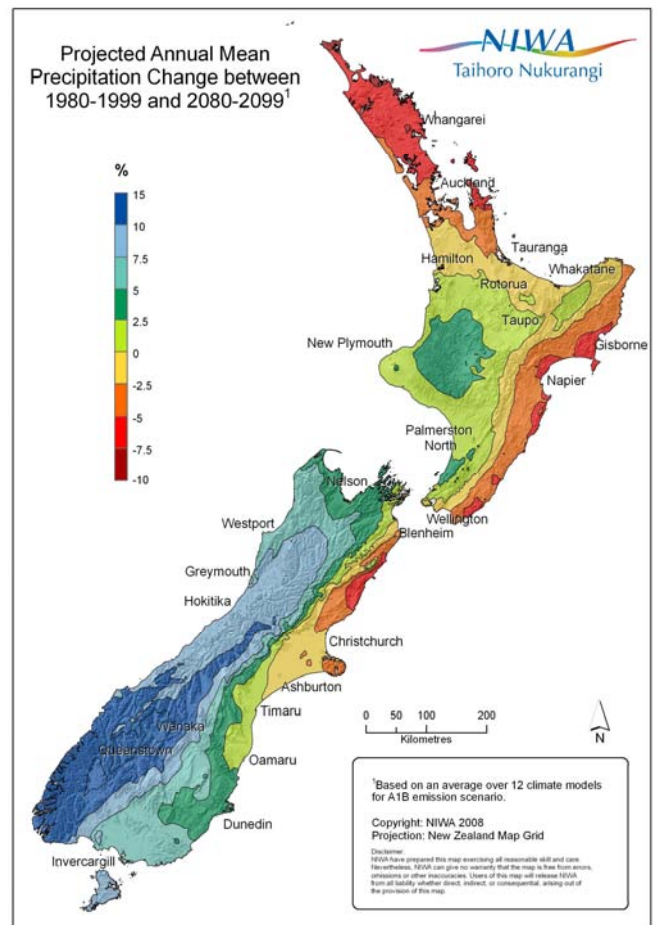 Projected Annual Mean
Precipitation Change between
1980-1999 and 2080-2099¹
NIWA
Taihoro Nukurangi
%
15
10
7.5
5
2.5
0
-2.5
-5
-7.5
-10
Whangarei
Auckland
Tauranga
Hamilton
Whakatane
Rotorua
Taupo
New Plymouth
Gisborne
Napier
Palmerston
North
Nelson
Wellington
Westport
Blenheim
Greymouth
Hokitika
Christchurch
Ashburton
Timaru
Wanaka
Queenstown
Oamaru
Dunedin
Invercargill
0 50 100 200
Kilometres
N
¹Based on an average over 12 climate models
for A1B emission scenario.
Copyright: NIWA 2008
Projection: New Zealand Map Grid
Disclaimer:
NIWA have prepared this map exercising all reasonable skill and care.
Nevertheless, NIWA can give no warranty that the map is free from errors,
omissions or other inaccuracies. Users of this map will release NIWA
from all liability whether direct, indirect, or consequential, arising out of
the provision of this map.